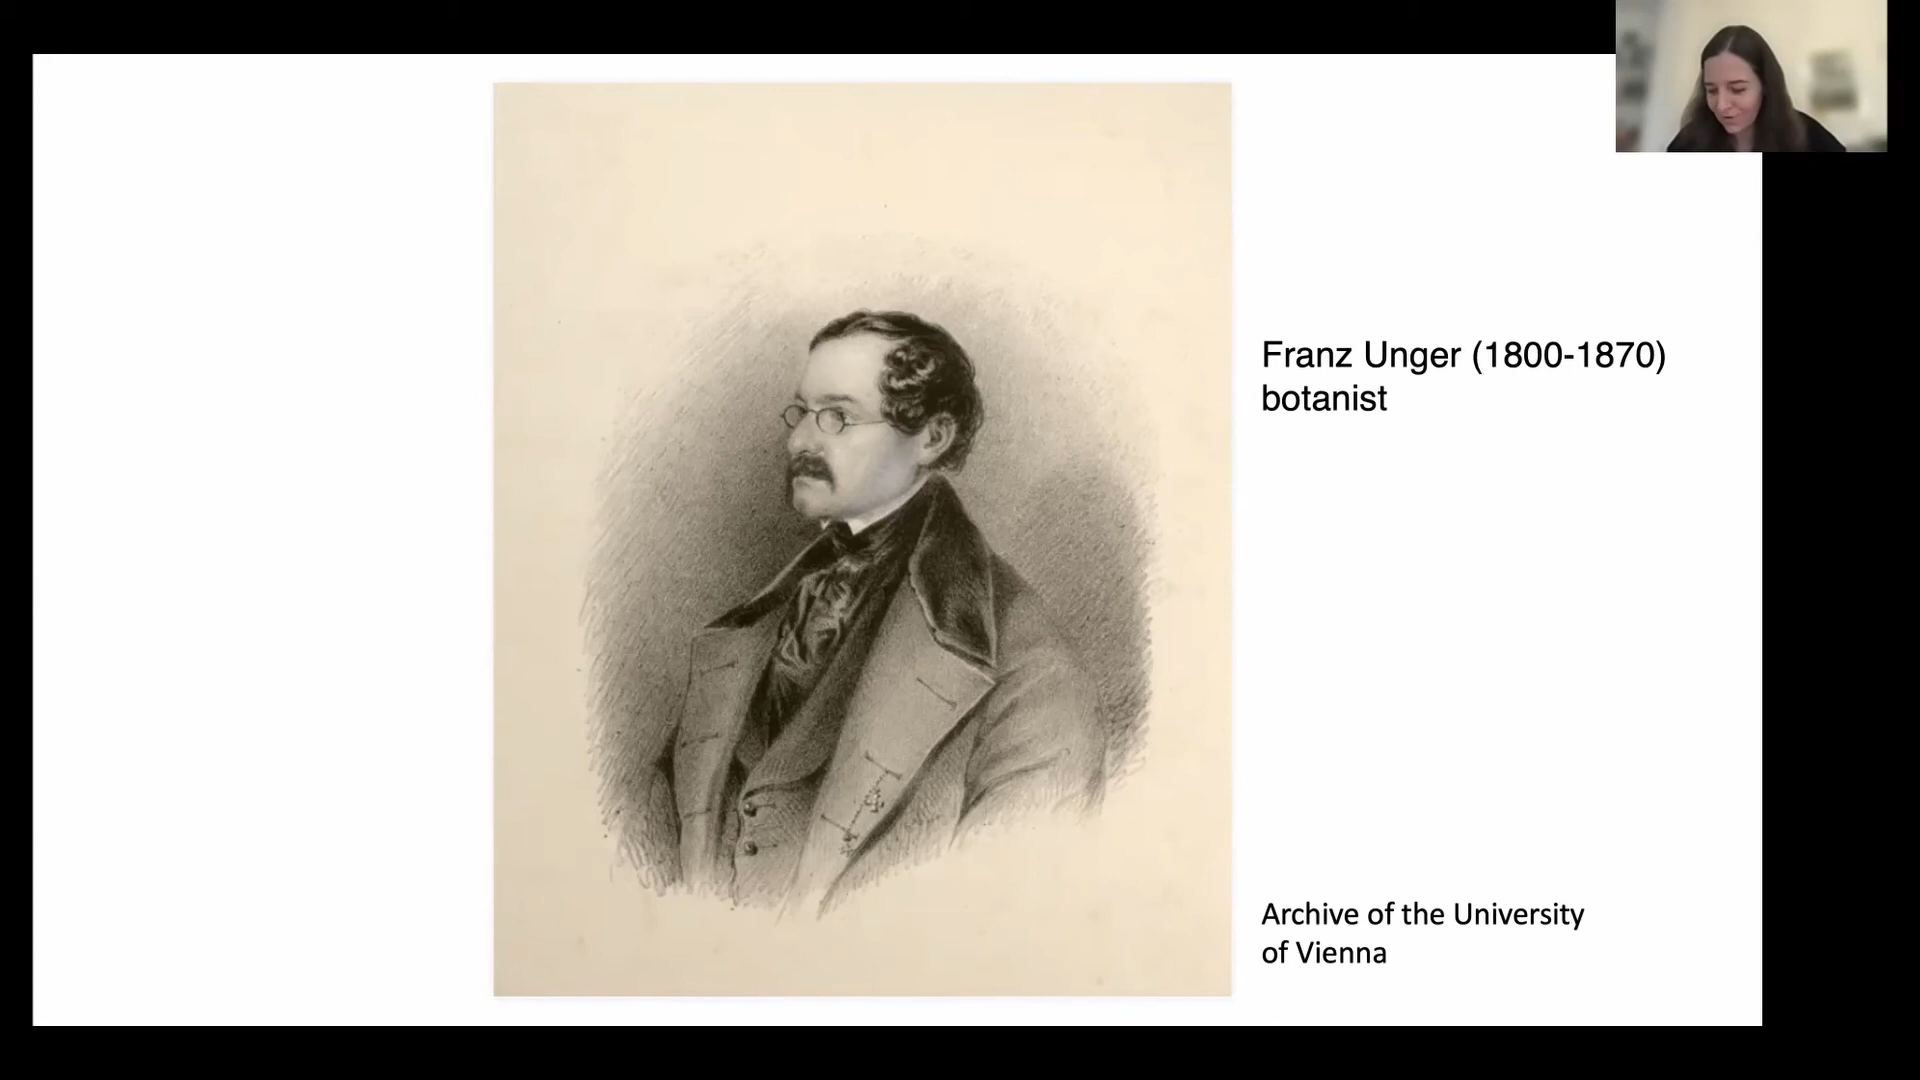 Franz Unger (1800-1870)
botanist
Archive of the University
of Vienna